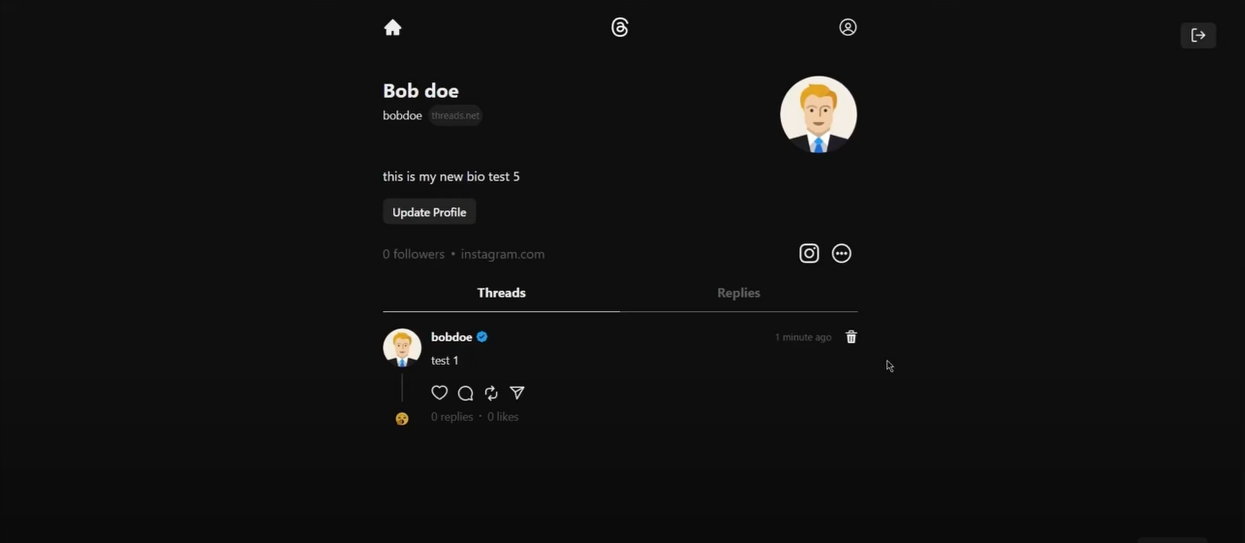 Bob doe
bobdoe threads.net
this is my new bio test 5
Update Profile
0 followers • instagram.com
Threads Replies
bobdoe 1 minute ago
test 1
0 replies · 0 likes